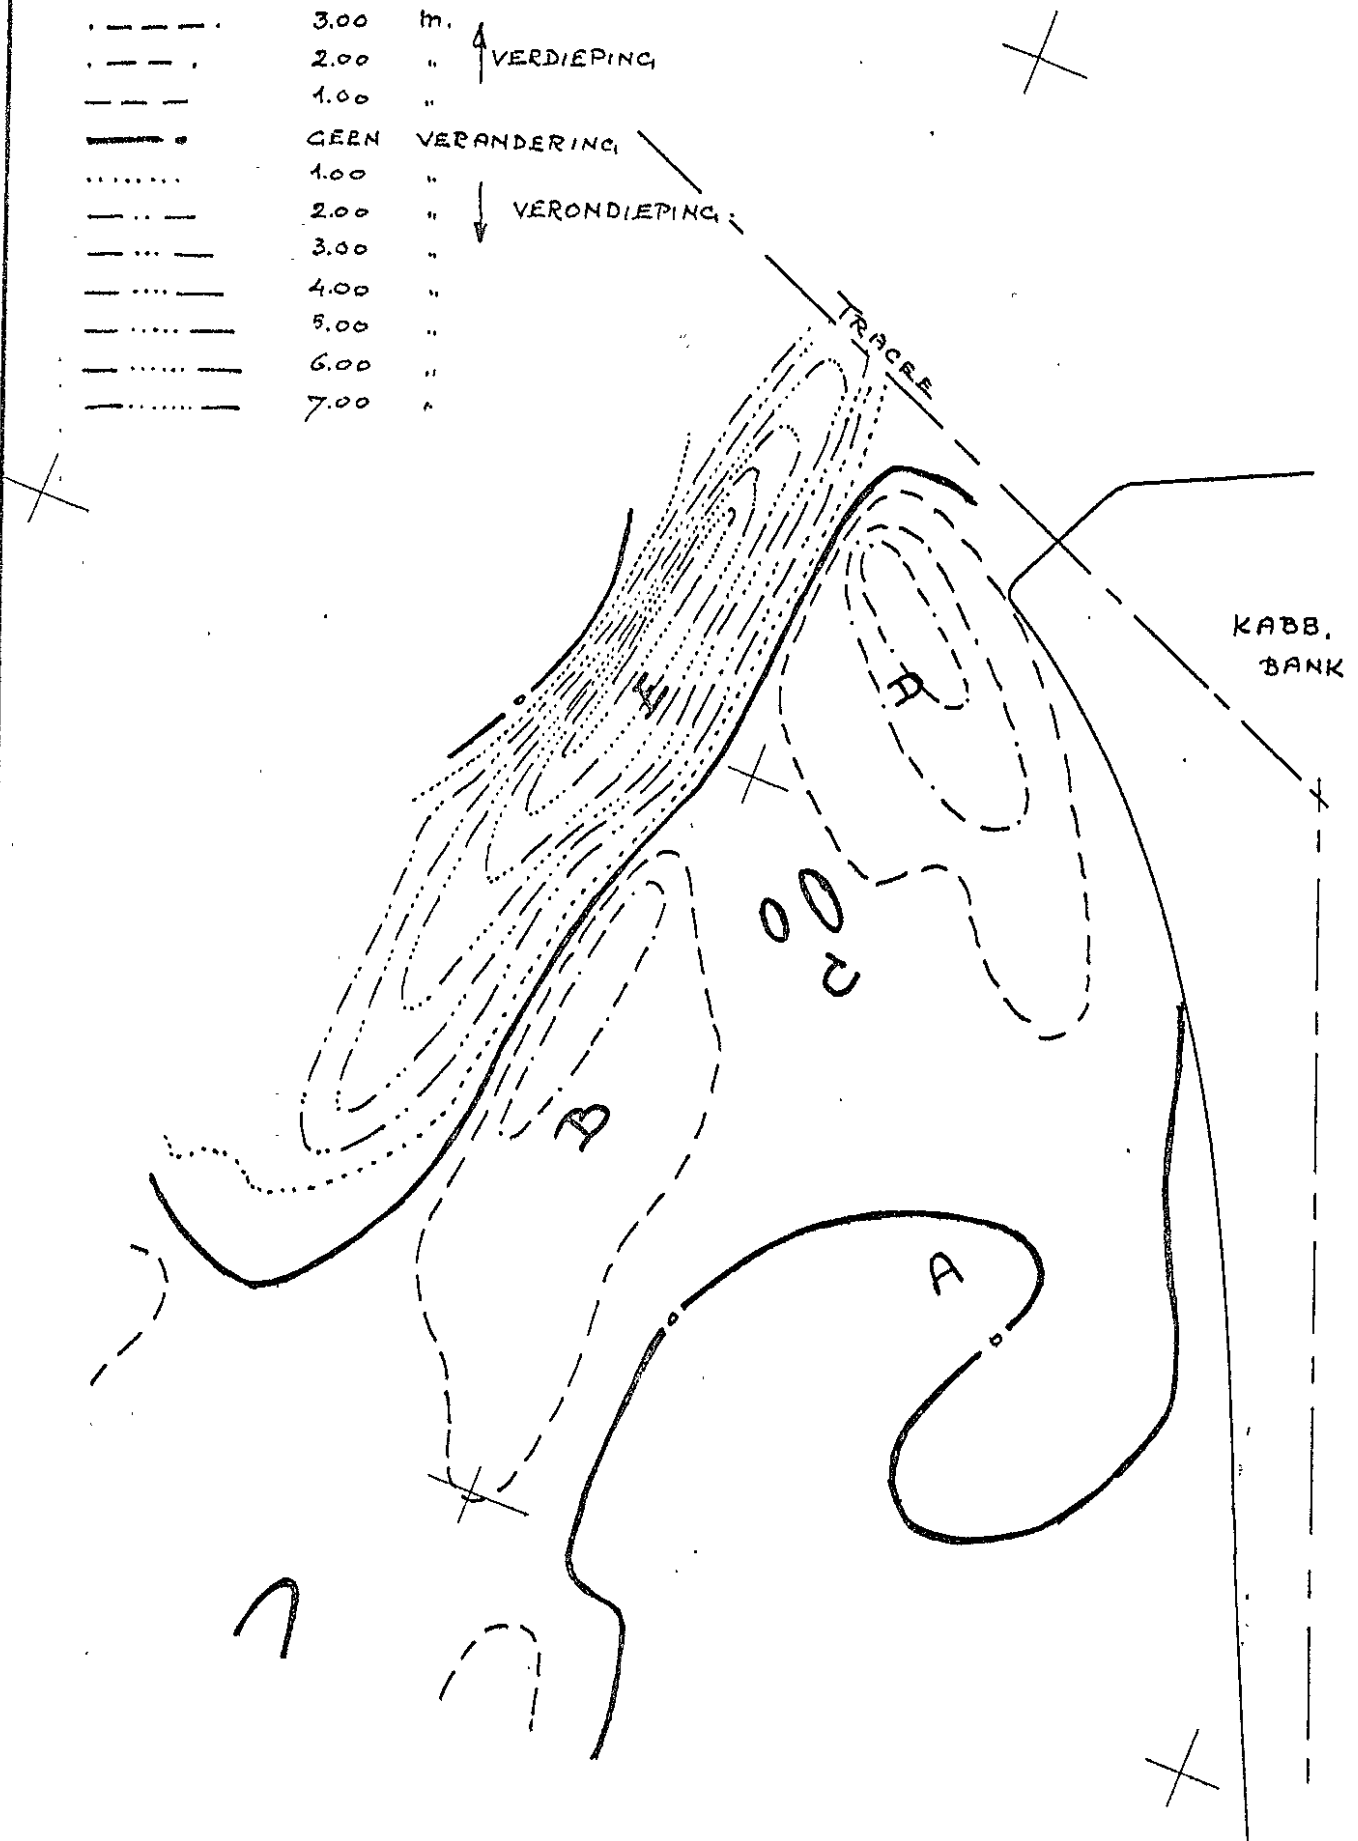 3.00 m.
2.00 "
VERDIEPING
1.00 "
GEEN VERANDERING
1.00 "
2.00 "
VERONDIEPING.
3.00 "
4.00 "
5.00 "
6.00 "
7.00 "
TRACEE
KABB.
BANK
C
B
A